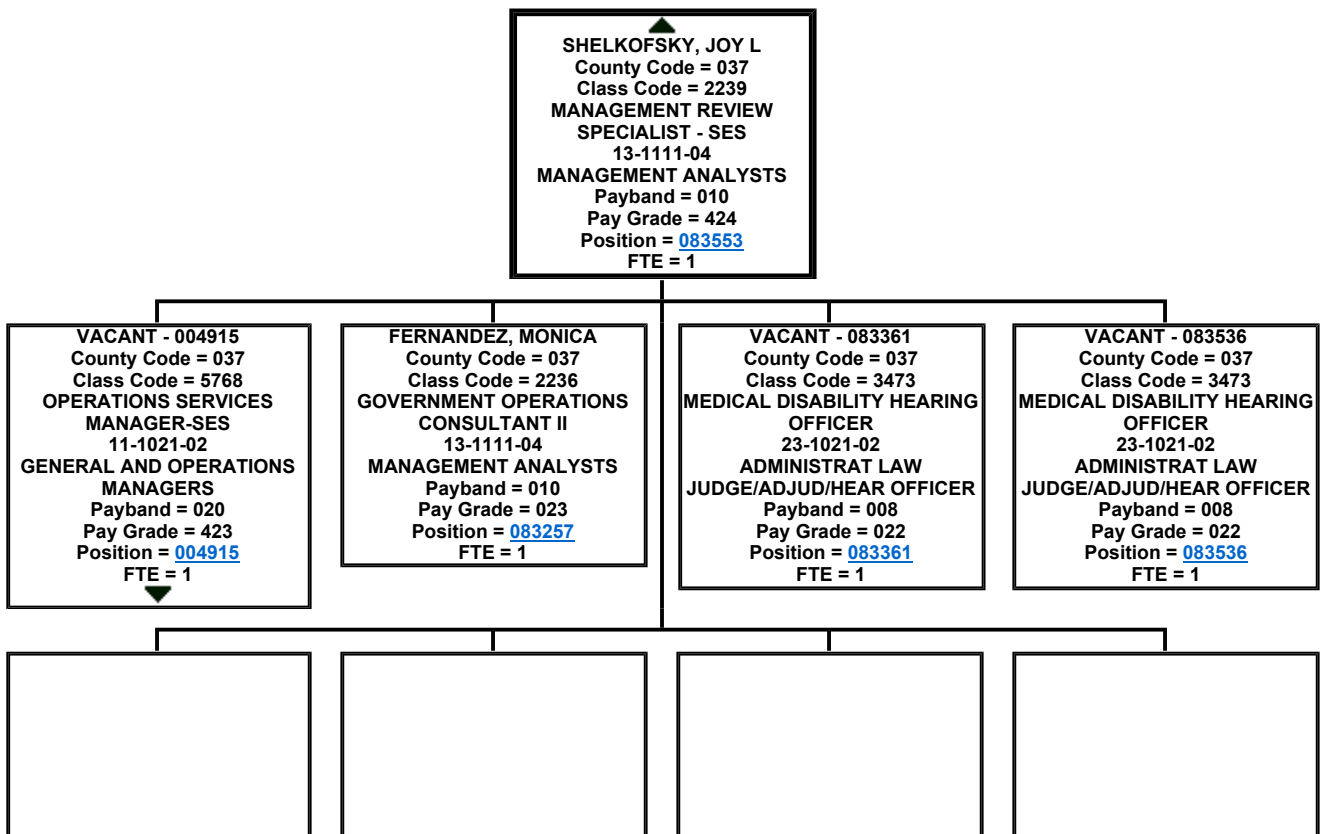 SHELKOFSKY, JOY L
County Code = 037
Class Code = 2239
MANAGEMENT REVIEW
SPECIALIST - SES
13-1111-04
MANAGEMENT ANALYSTS
Payband = 010
Pay Grade = 424
Position = 083553
FTE = 1
VACANT - 004915
County Code = 037
Class Code = 5768
OPERATIONS SERVICES
MANAGER-SES
11-1021-02
GENERAL AND OPERATIONS
MANAGERS
Payband = 020
Pay Grade = 423
Position = 004915
FTE = 1
FERNANDEZ, MONICA
County Code = 037
Class Code = 2236
GOVERNMENT OPERATIONS
CONSULTANT II
13-1111-04
MANAGEMENT ANALYSTS
Payband = 010
Pay Grade = 023
Position = 083257
FTE = 1
VACANT - 083361
County Code = 037
Class Code = 3473
MEDICAL DISABILITY HEARING
OFFICER
23-1021-02
ADMINISTRAT LAW
JUDGE/ADJUD/HEAR OFFICER
Payband = 008
Pay Grade = 022
Position = 083361
FTE = 1
VACANT - 083536
County Code = 037
Class Code = 3473
MEDICAL DISABILITY HEARING
OFFICER
23-1021-02
ADMINISTRAT LAW
JUDGE/ADJUD/HEAR OFFICER
Payband = 008
Pay Grade = 022
Position = 083536
FTE = 1